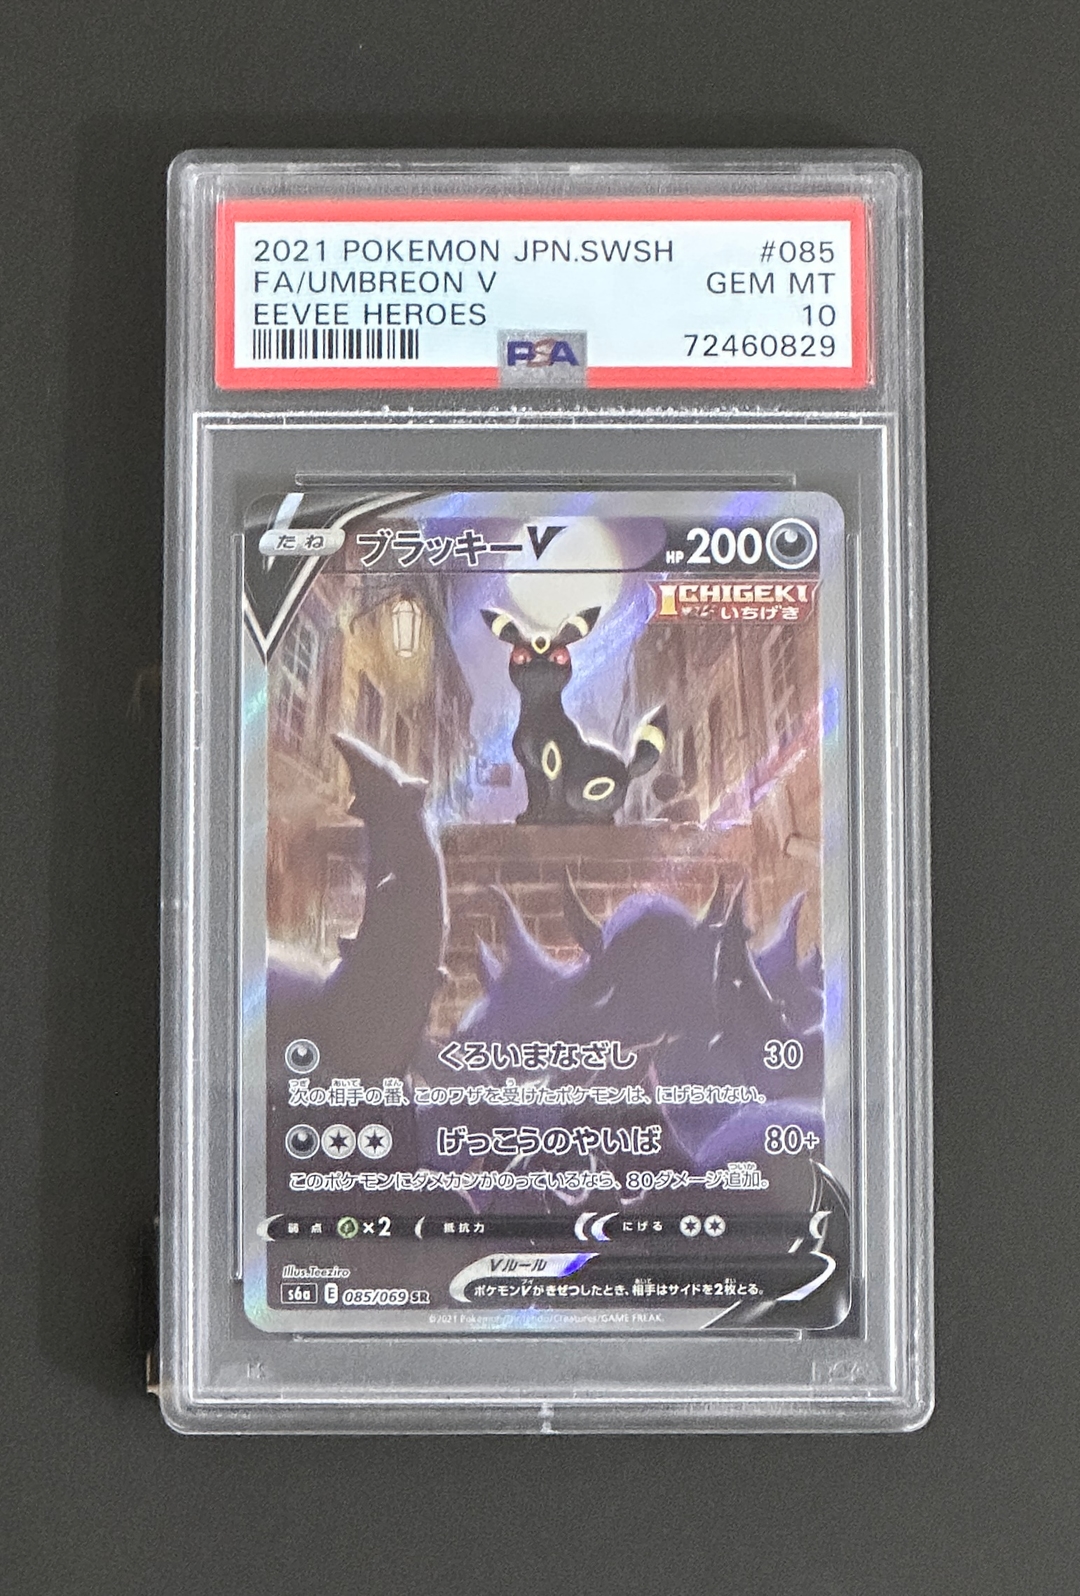 2021 POKEMON JPN.SWSH #085
FA/UMBREON V GEM MT
EEVEE HEROES 10
PSA 72460829
たね ブラッキーV HP 200
ICHIGEKI
いちげき
くろいまなざし 30
次の相手の番、このワザを受けたポケモンは、にげられない。
げっこうのやいば 80+
このポケモンにダメカンがのっているなら、80ダメージ追加。
弱点 ×2 抵抗力 にげる
Vルール
Illus.Teeziro
ポケモンVがきぜつしたとき、相手はサイドを2枚とる。
s6a E 085/069 SR
©2021 Pokémon/Nintendo/Creatures/GAME FREAK.